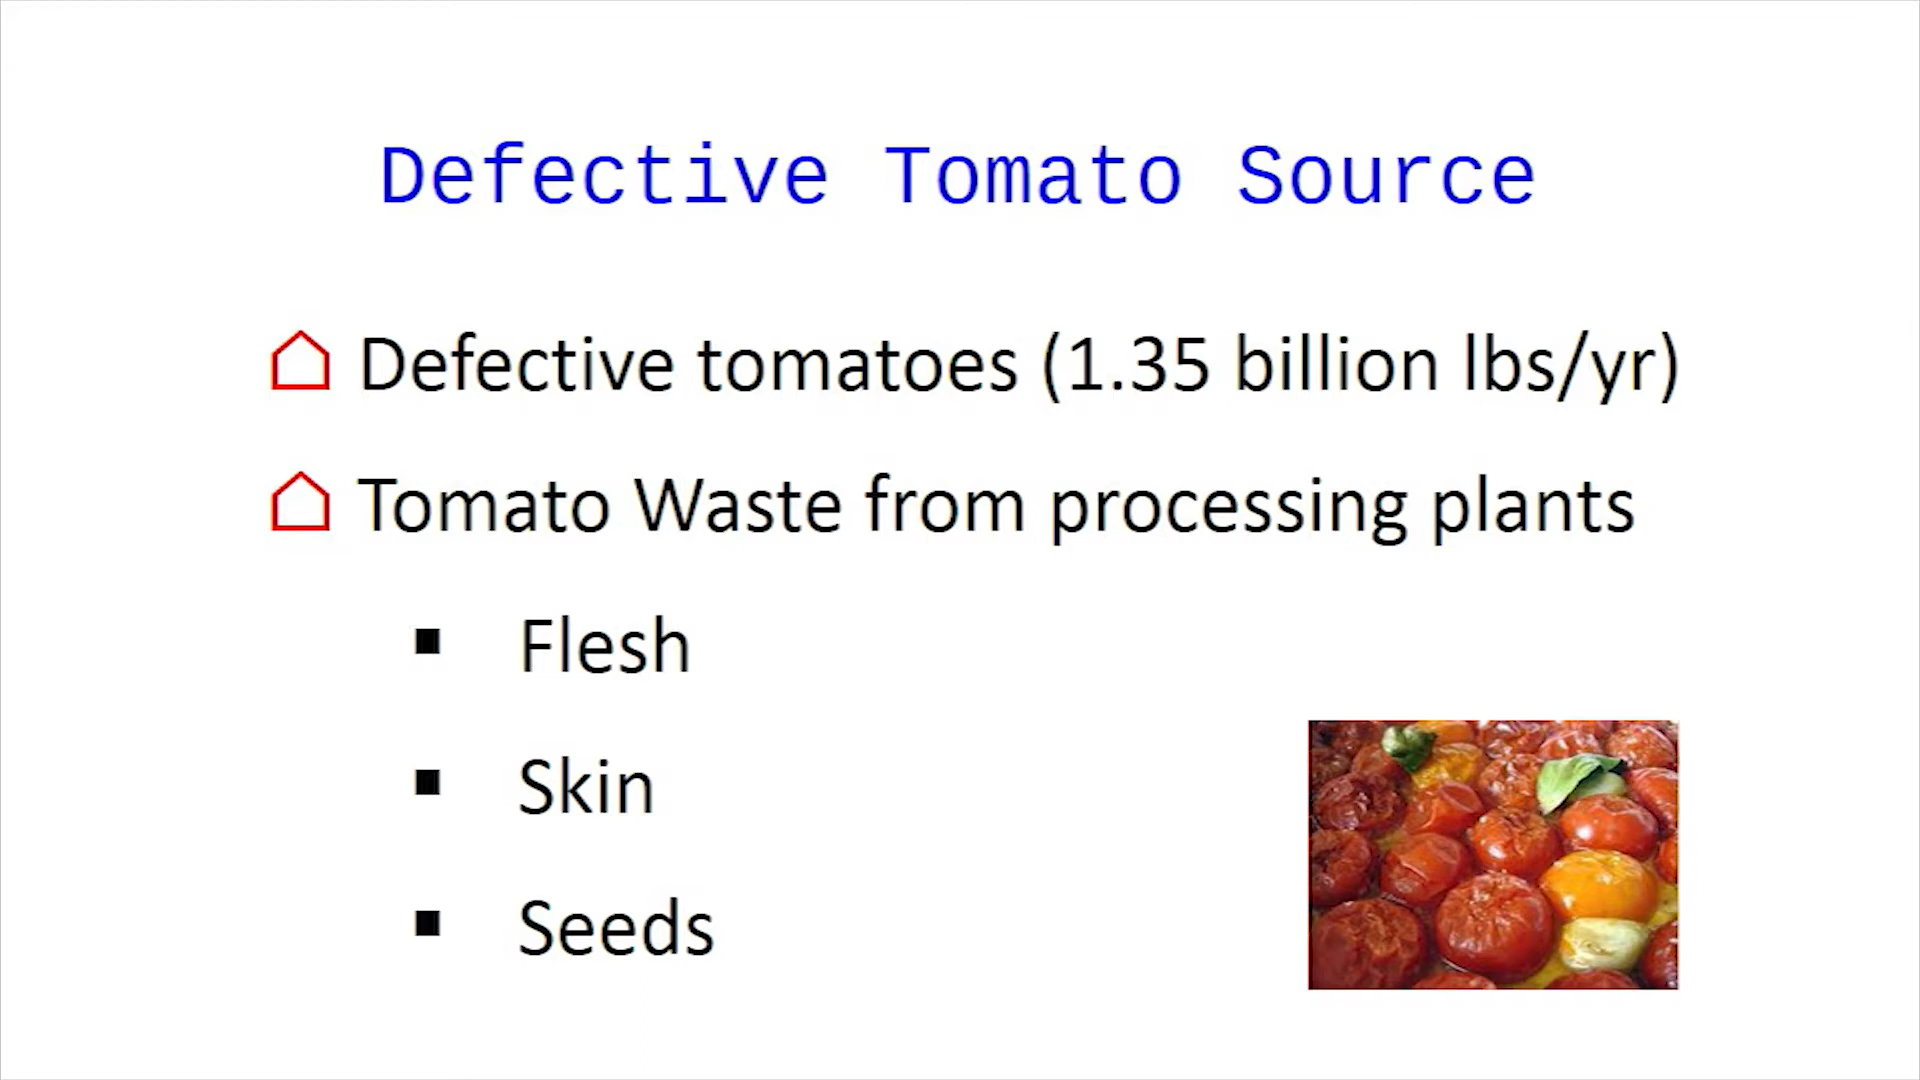 Defective Tomato Source
Defective tomatoes (1.35 billion lbs/yr)
Tomato Waste from processing plants
Flesh
Skin
Seeds